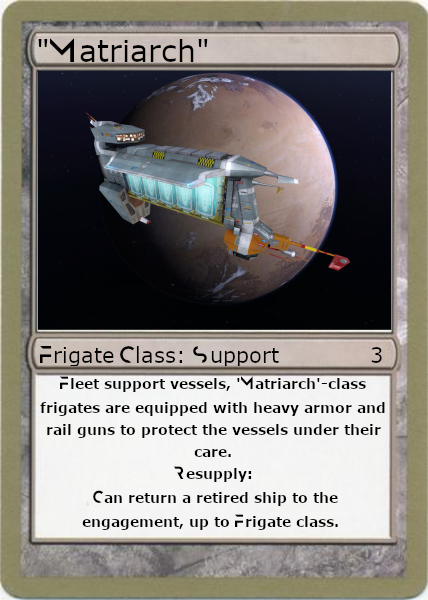 "Matriarch"
Frigate Class: Support 3
Fleet support vessels, 'Matriarch'-class
frigates are equipped with heavy armor and
rail guns to protect the vessels under their
care.
Resupply:
Can return a retired ship to the
engagement, up to Frigate class.